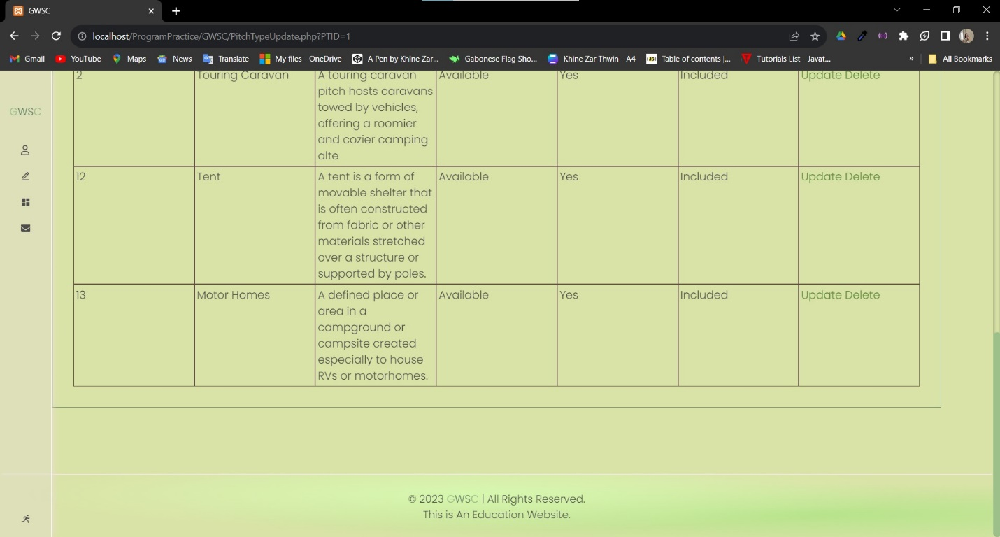 GWSC
localhost/ProgramPractice/GWSC/PitchTypeUpdate.php?PTID=1
Gmail YouTube Maps News Translate My files - OneDrive A Pen by Khine Zar... Gabonese Flag Sho... Khine Zar Thwin - A4 Table of contents |... Tutorials List - Javat... » All Bookmarks
GWSC
2 Touring Caravan A touring caravan Available Yes Included Update Delete
pitch hosts caravans
towed by vehicles,
offering a roomier
and cozier camping
alte
12 Tent A tent is a form of Available Yes Included Update Delete
movable shelter that
is often constructed
from fabric or other
materials stretched
over a structure or
supported by poles.
13 Motor Homes A defined place or Available Yes Included Update Delete
area in a
campground or
campsite created
especially to house
RVs or motorhomes.
© 2023 GWSC | All Rights Reserved.
This is An Education Website.